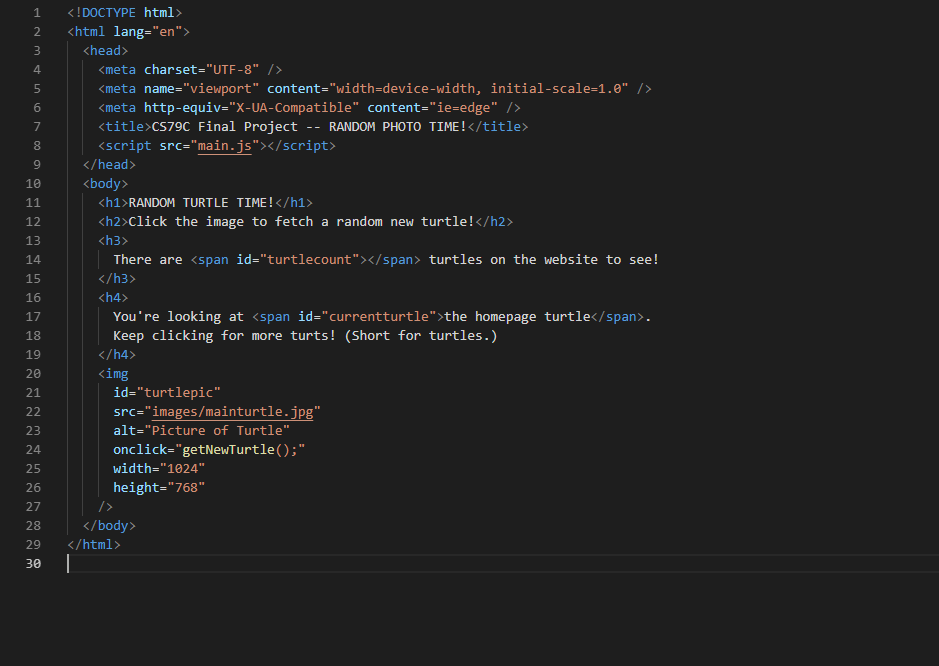 1 <!DOCTYPE html>
2 <html lang="en">
3 <head>
4 <meta charset="UTF-8" />
5 <meta name="viewport" content="width=device-width, initial-scale=1.0" />
6 <meta http-equiv="X-UA-Compatible" content="ie=edge" />
7 <title>CS79C Final Project -- RANDOM PHOTO TIME!</title>
8 <script src="main.js"></script>
9 </head>
10 <body>
11 <h1>RANDOM TURTLE TIME!</h1>
12 <h2>Click the image to fetch a random new turtle!</h2>
13 <h3>
14 There are <span id="turtlecount"></span> turtles on the website to see!
15 </h3>
16 <h4>
17 You're looking at <span id="currentturtle">the homepage turtle</span>.
18 Keep clicking for more turts! (Short for turtles.)
19 </h4>
20 <img
21 id="turtlepic"
22 src="images/mainturtle.jpg"
23 alt="Picture of Turtle"
24 onclick="getNewTurtle();"
25 width="1024"
26 height="768"
27 />
28 </body>
29 </html>
30